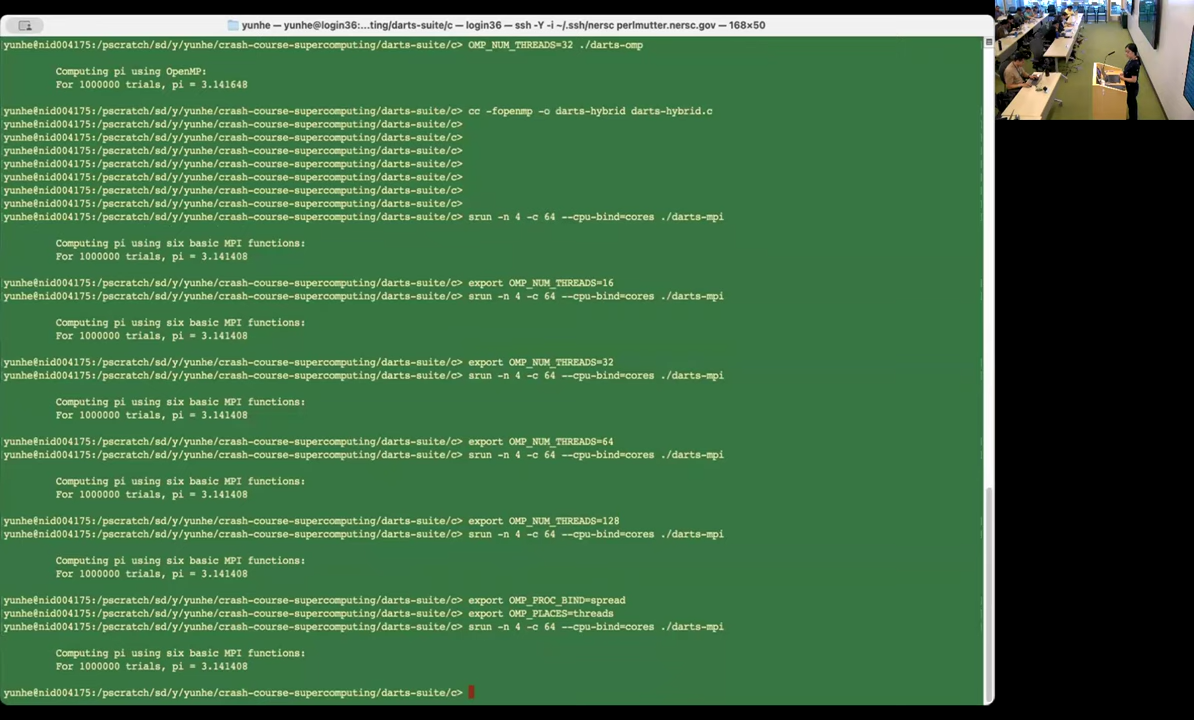 yunhe — yunhe@login36:...ting/darts-suite/c — login36 — ssh -Y -i ~/.ssh/nersc perlmutter.nersc.gov — 168×50
yunhe@nid004175:/pscratch/sd/y/yunhe/crash-course-supercomputing/darts-suite/c> OMP_NUM_THREADS=32 ./darts-omp
Computing pi using OpenMP:
For 1000000 trials, pi = 3.141648
yunhe@nid004175:/pscratch/sd/y/yunhe/crash-course-supercomputing/darts-suite/c> cc -fopenmp -o darts-hybrid darts-hybrid.c
yunhe@nid004175:/pscratch/sd/y/yunhe/crash-course-supercomputing/darts-suite/c>
yunhe@nid004175:/pscratch/sd/y/yunhe/crash-course-supercomputing/darts-suite/c>
yunhe@nid004175:/pscratch/sd/y/yunhe/crash-course-supercomputing/darts-suite/c>
yunhe@nid004175:/pscratch/sd/y/yunhe/crash-course-supercomputing/darts-suite/c>
yunhe@nid004175:/pscratch/sd/y/yunhe/crash-course-supercomputing/darts-suite/c>
yunhe@nid004175:/pscratch/sd/y/yunhe/crash-course-supercomputing/darts-suite/c>
yunhe@nid004175:/pscratch/sd/y/yunhe/crash-course-supercomputing/darts-suite/c>
yunhe@nid004175:/pscratch/sd/y/yunhe/crash-course-supercomputing/darts-suite/c> srun -n 4 -c 64 --cpu-bind=cores ./darts-mpi
Computing pi using six basic MPI functions:
For 1000000 trials, pi = 3.141408
yunhe@nid004175:/pscratch/sd/y/yunhe/crash-course-supercomputing/darts-suite/c> export OMP_NUM_THREADS=16
yunhe@nid004175:/pscratch/sd/y/yunhe/crash-course-supercomputing/darts-suite/c> srun -n 4 -c 64 --cpu-bind=cores ./darts-mpi
Computing pi using six basic MPI functions:
For 1000000 trials, pi = 3.141408
yunhe@nid004175:/pscratch/sd/y/yunhe/crash-course-supercomputing/darts-suite/c> export OMP_NUM_THREADS=32
yunhe@nid004175:/pscratch/sd/y/yunhe/crash-course-supercomputing/darts-suite/c> srun -n 4 -c 64 --cpu-bind=cores ./darts-mpi
Computing pi using six basic MPI functions:
For 1000000 trials, pi = 3.141408
yunhe@nid004175:/pscratch/sd/y/yunhe/crash-course-supercomputing/darts-suite/c> export OMP_NUM_THREADS=64
yunhe@nid004175:/pscratch/sd/y/yunhe/crash-course-supercomputing/darts-suite/c> srun -n 4 -c 64 --cpu-bind=cores ./darts-mpi
Computing pi using six basic MPI functions:
For 1000000 trials, pi = 3.141408
yunhe@nid004175:/pscratch/sd/y/yunhe/crash-course-supercomputing/darts-suite/c> export OMP_NUM_THREADS=128
yunhe@nid004175:/pscratch/sd/y/yunhe/crash-course-supercomputing/darts-suite/c> srun -n 4 -c 64 --cpu-bind=cores ./darts-mpi
Computing pi using six basic MPI functions:
For 1000000 trials, pi = 3.141408
yunhe@nid004175:/pscratch/sd/y/yunhe/crash-course-supercomputing/darts-suite/c> export OMP_PROC_BIND=spread
yunhe@nid004175:/pscratch/sd/y/yunhe/crash-course-supercomputing/darts-suite/c> export OMP_PLACES=threads
yunhe@nid004175:/pscratch/sd/y/yunhe/crash-course-supercomputing/darts-suite/c> srun -n 4 -c 64 --cpu-bind=cores ./darts-mpi
Computing pi using six basic MPI functions:
For 1000000 trials, pi = 3.141408
yunhe@nid004175:/pscratch/sd/y/yunhe/crash-course-supercomputing/darts-suite/c>